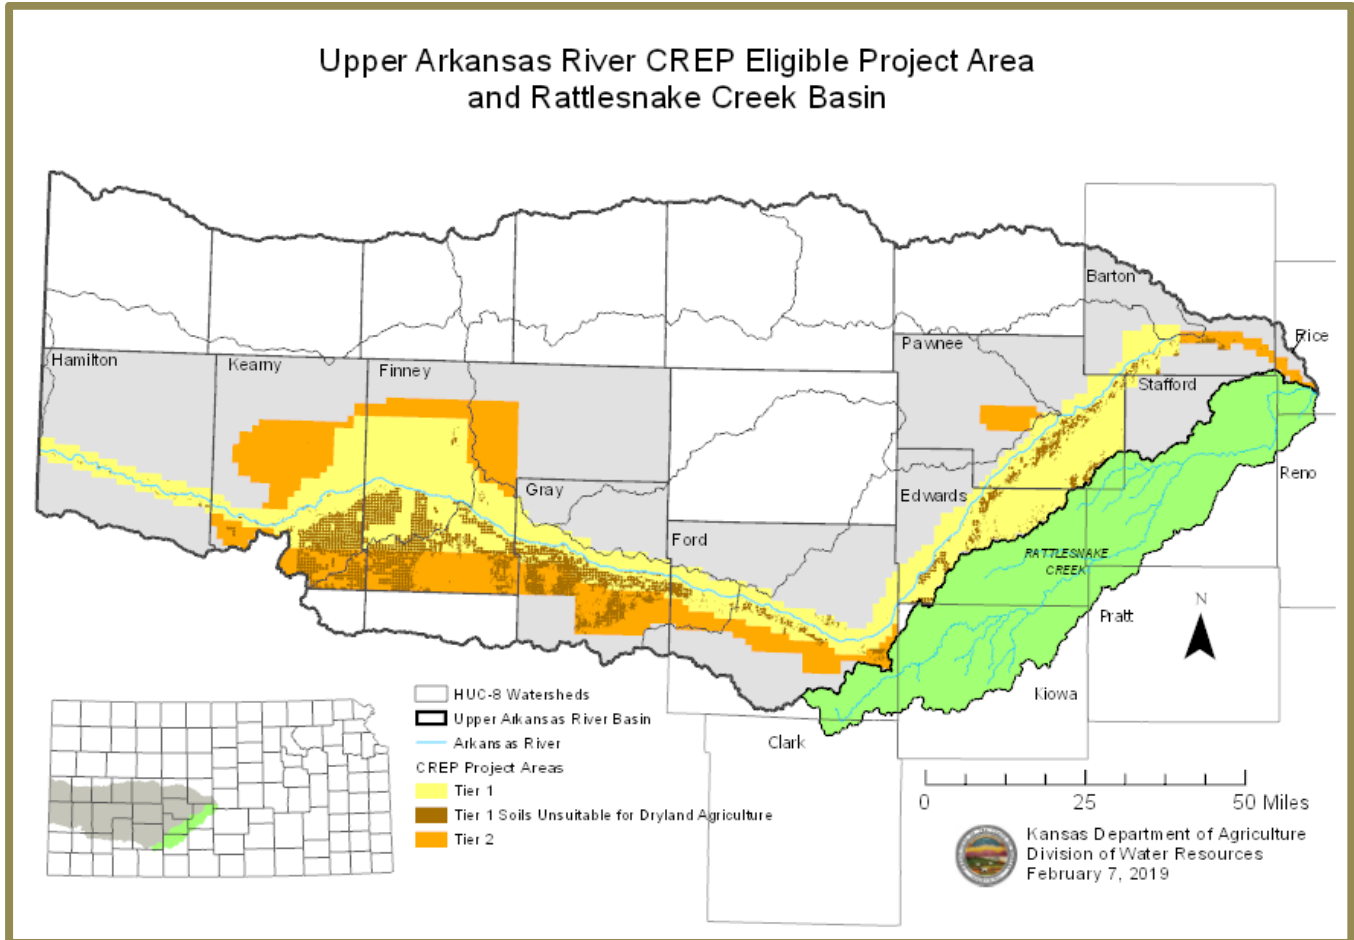 Upper Arkansas River CREP Eligible Project Area
and Rattlesnake Creek Basin
Barton
Rice
Pawnee
Hamilton
Kearny
Finney
Stafford
Reno
Gray
Edwards
Ford
RATTLESNAKE
CREEK
N
Pratt
Kiowa
Clark
HUC-8 Watersheds
Upper Arkansas River Basin
Arkansas River
CREP Project Areas
Tier 1
Tier 1 Soils Unsuitable for Dryland Agriculture
Tier 2
0 25 50 Miles
Kansas Department of Agriculture
Division of Water Resources
February 7, 2019